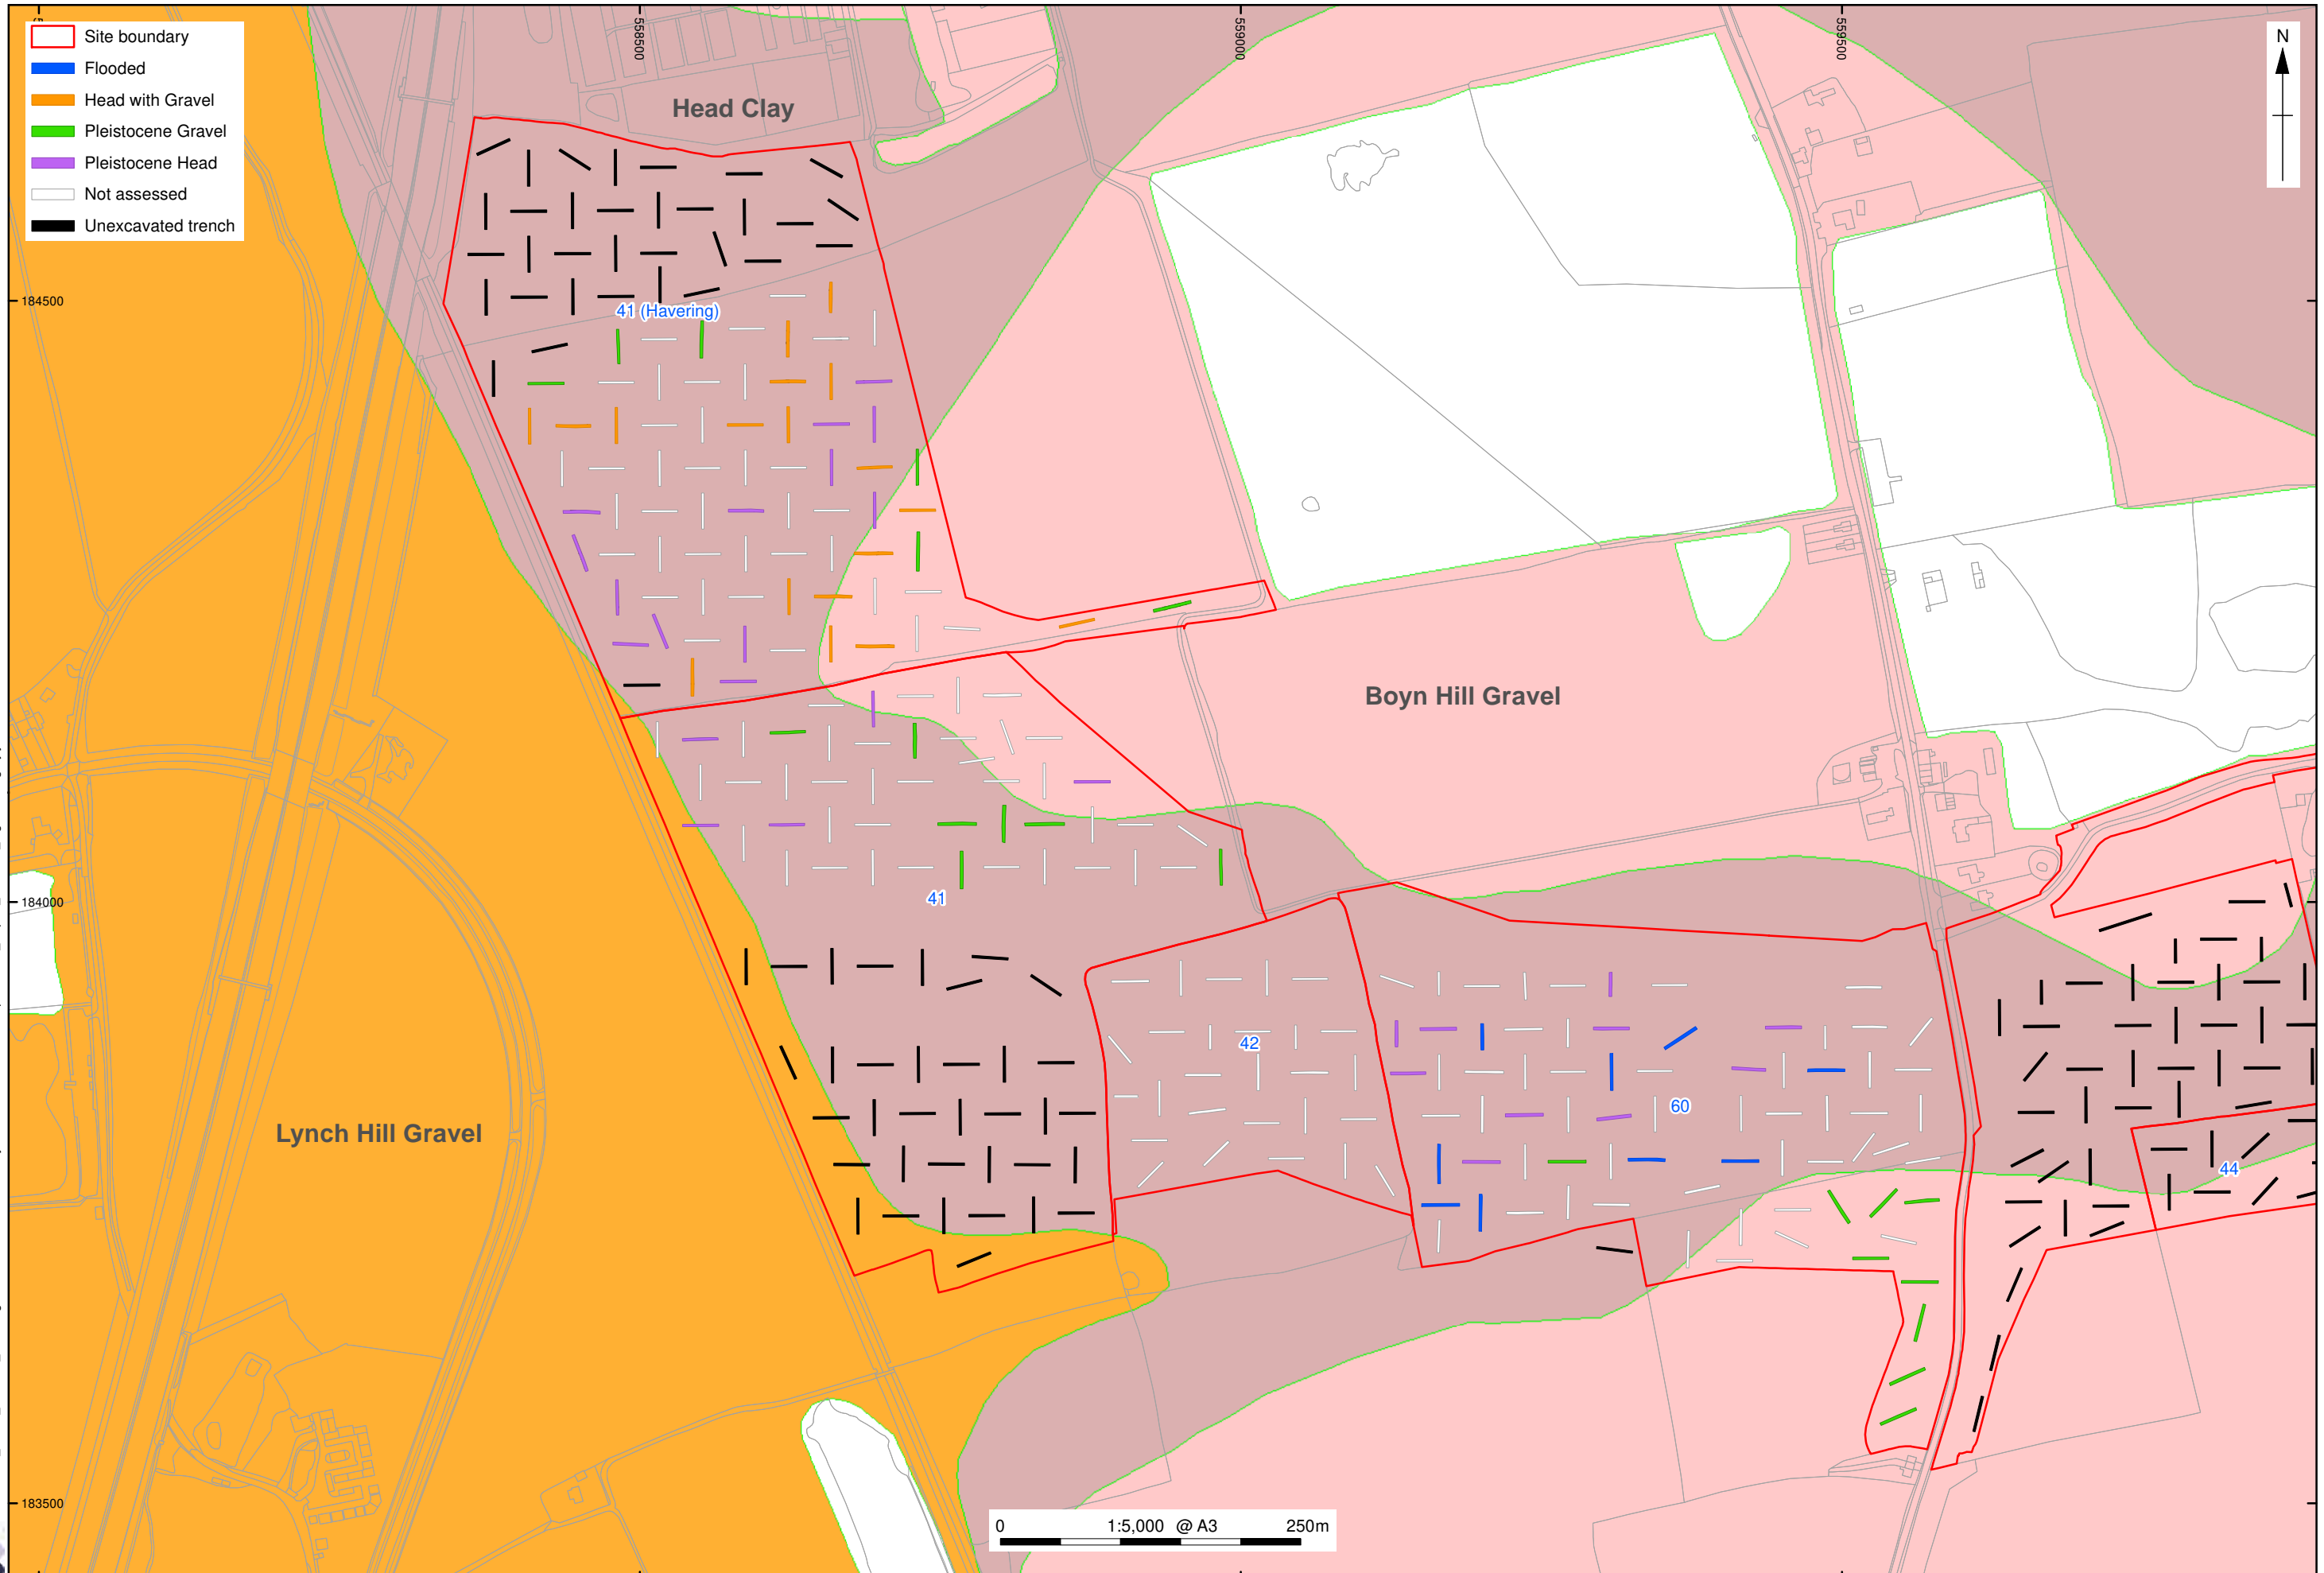 Site boundary
Flooded
Head with Gravel
Pleistocene Gravel
Pleistocene Head
Not assessed
Unexcavated trench
558500
559000
559500
N
Head Clay
184500
41 (Havering)
Boyn Hill Gravel
184000
41
42
60
Lynch Hill Gravel
44
183500
0 1:5,000 @ A3 250m